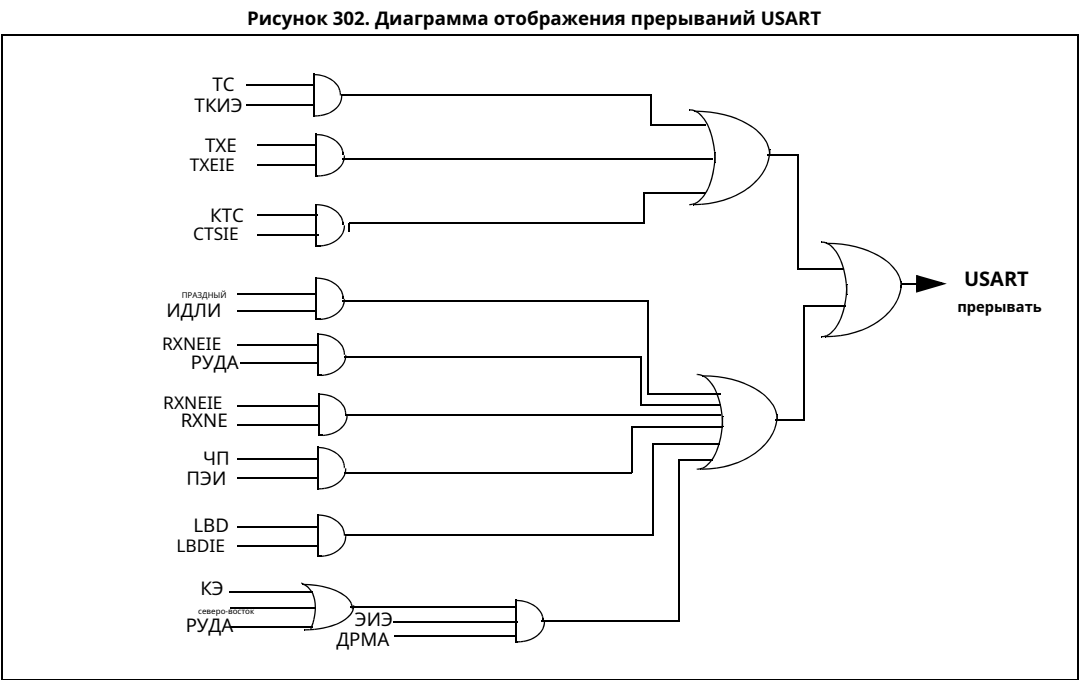 Рисунок 302. Диаграмма отображения прерываний USART
ТС
ТКИЭ
TXE
TXEIE
КТС
CTSIE
ПРАЗДНЫЙ
ИДЛИ
RXNEIE
РУДА
RXNEIE
RXNE
ЧП
ПЭИ
LBD
LBDIE
КЭ
северо-восток
РУДА
ЭИЭ
ДРМА
USART
прерывать